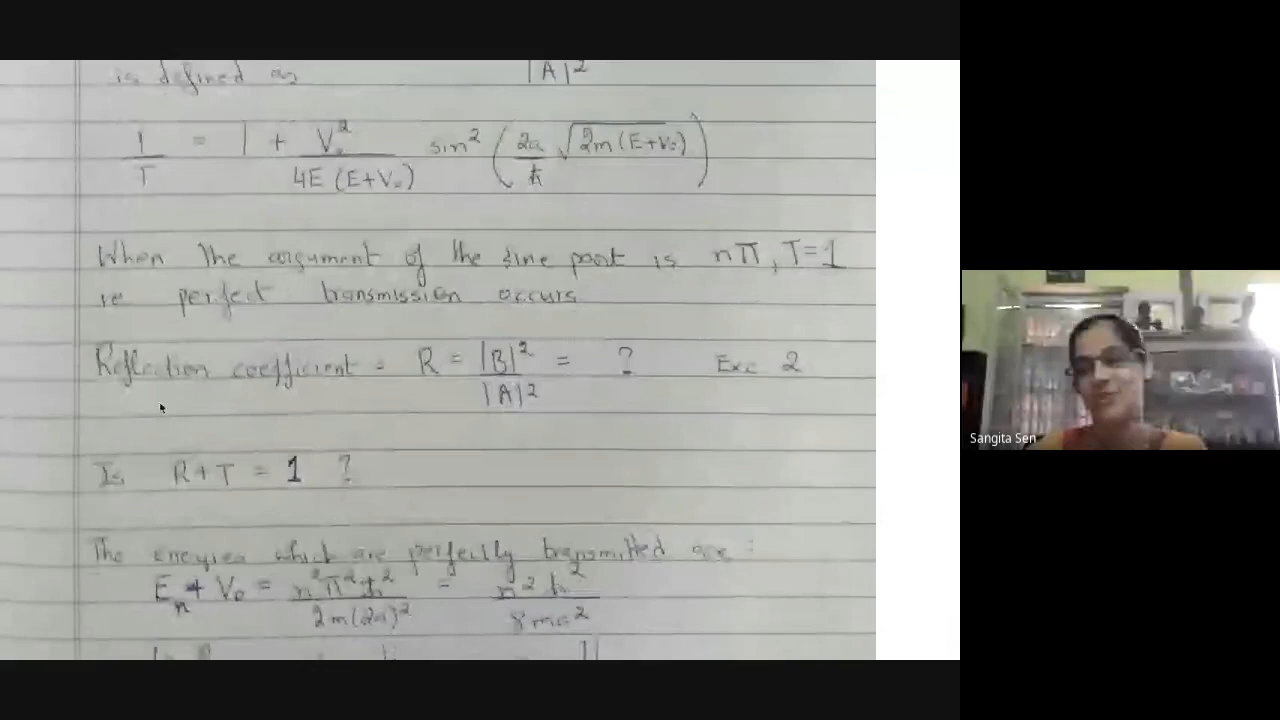 is defined as |A|²
1/T = 1 + V₀²/4E (E+V₀) sin² (2a/ħ √2m(E+V₀))
When the argument of the sine part is nπ, T=1
ie perfect transmission occurs
Reflection coefficient = R = |B|²/|A|² = ? Exc 2
Is R+T = 1 ?
The energies which are perfectly transmitted are :
Eₙ + V₀ = n²π²ħ²/2m(2a)² = n²h²/8ma²
Sangita Sen